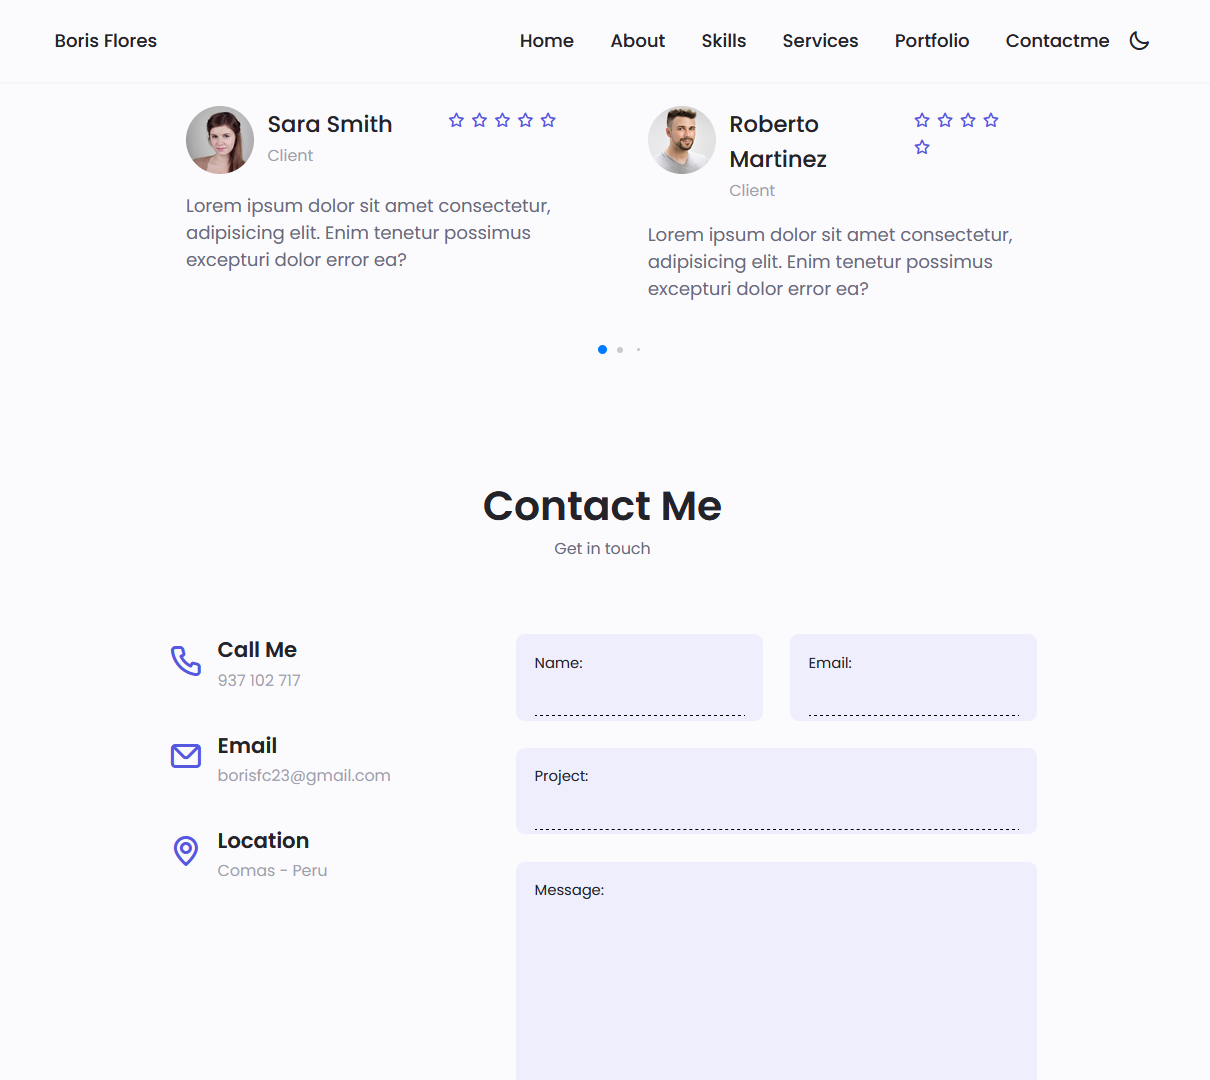 Boris Flores
Home About Skills Services Portfolio Contactme
Sara Smith
Client
Lorem ipsum dolor sit amet consectetur,
adipisicing elit. Enim tenetur possimus
excepturi dolor error ea?
Roberto
Martinez
Client
Lorem ipsum dolor sit amet consectetur,
adipisicing elit. Enim tenetur possimus
excepturi dolor error ea?
Contact Me
Get in touch
Call Me
937 102 717
Email
borisfc23@gmail.com
Location
Comas - Peru
Name:
Email:
Project:
Message: